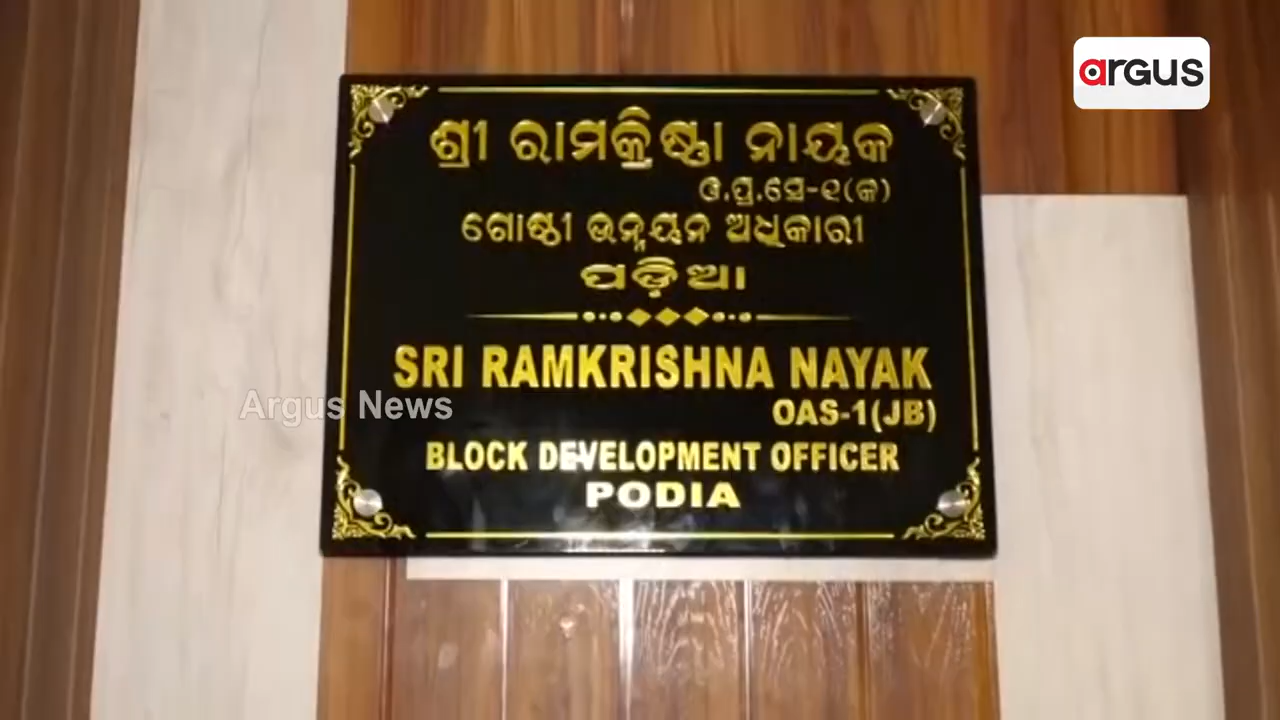 argus
ଶ୍ରୀ ରାମକ୍ରିଷ୍ଣା ନାୟକ
ଓ.ପ୍ର.ସେ-୧(କ)
ଗୋଷ୍ଠୀ ଉନ୍ନୟନ ଅଧିକାରୀ
ପଡ଼ିଆ
SRI RAMKRISHNA NAYAK
Argus News
OAS-1(JB)
BLOCK DEVELOPMENT OFFICER
PODIA